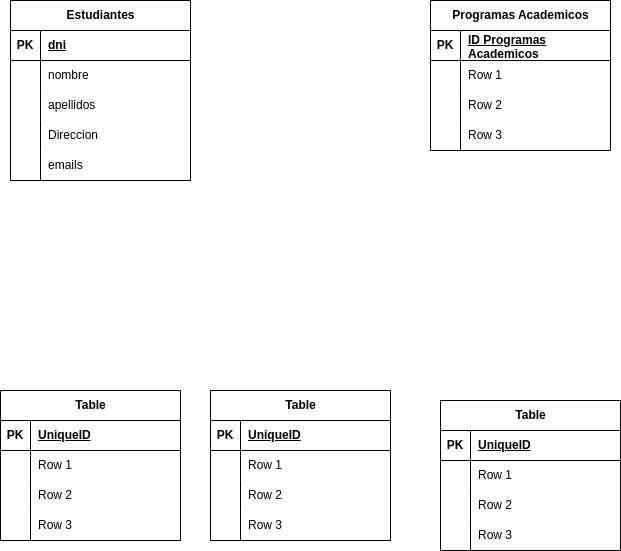 Estudiantes
PK dni
nombre
apellidos
Direccion
emails
Programas Academicos
PK ID Programas
Academicos
Row 1
Row 2
Row 3
Table
PK UniqueID
Row 1
Row 2
Row 3
Table
PK UniqueID
Row 1
Row 2
Row 3
Table
PK UniqueID
Row 1
Row 2
Row 3